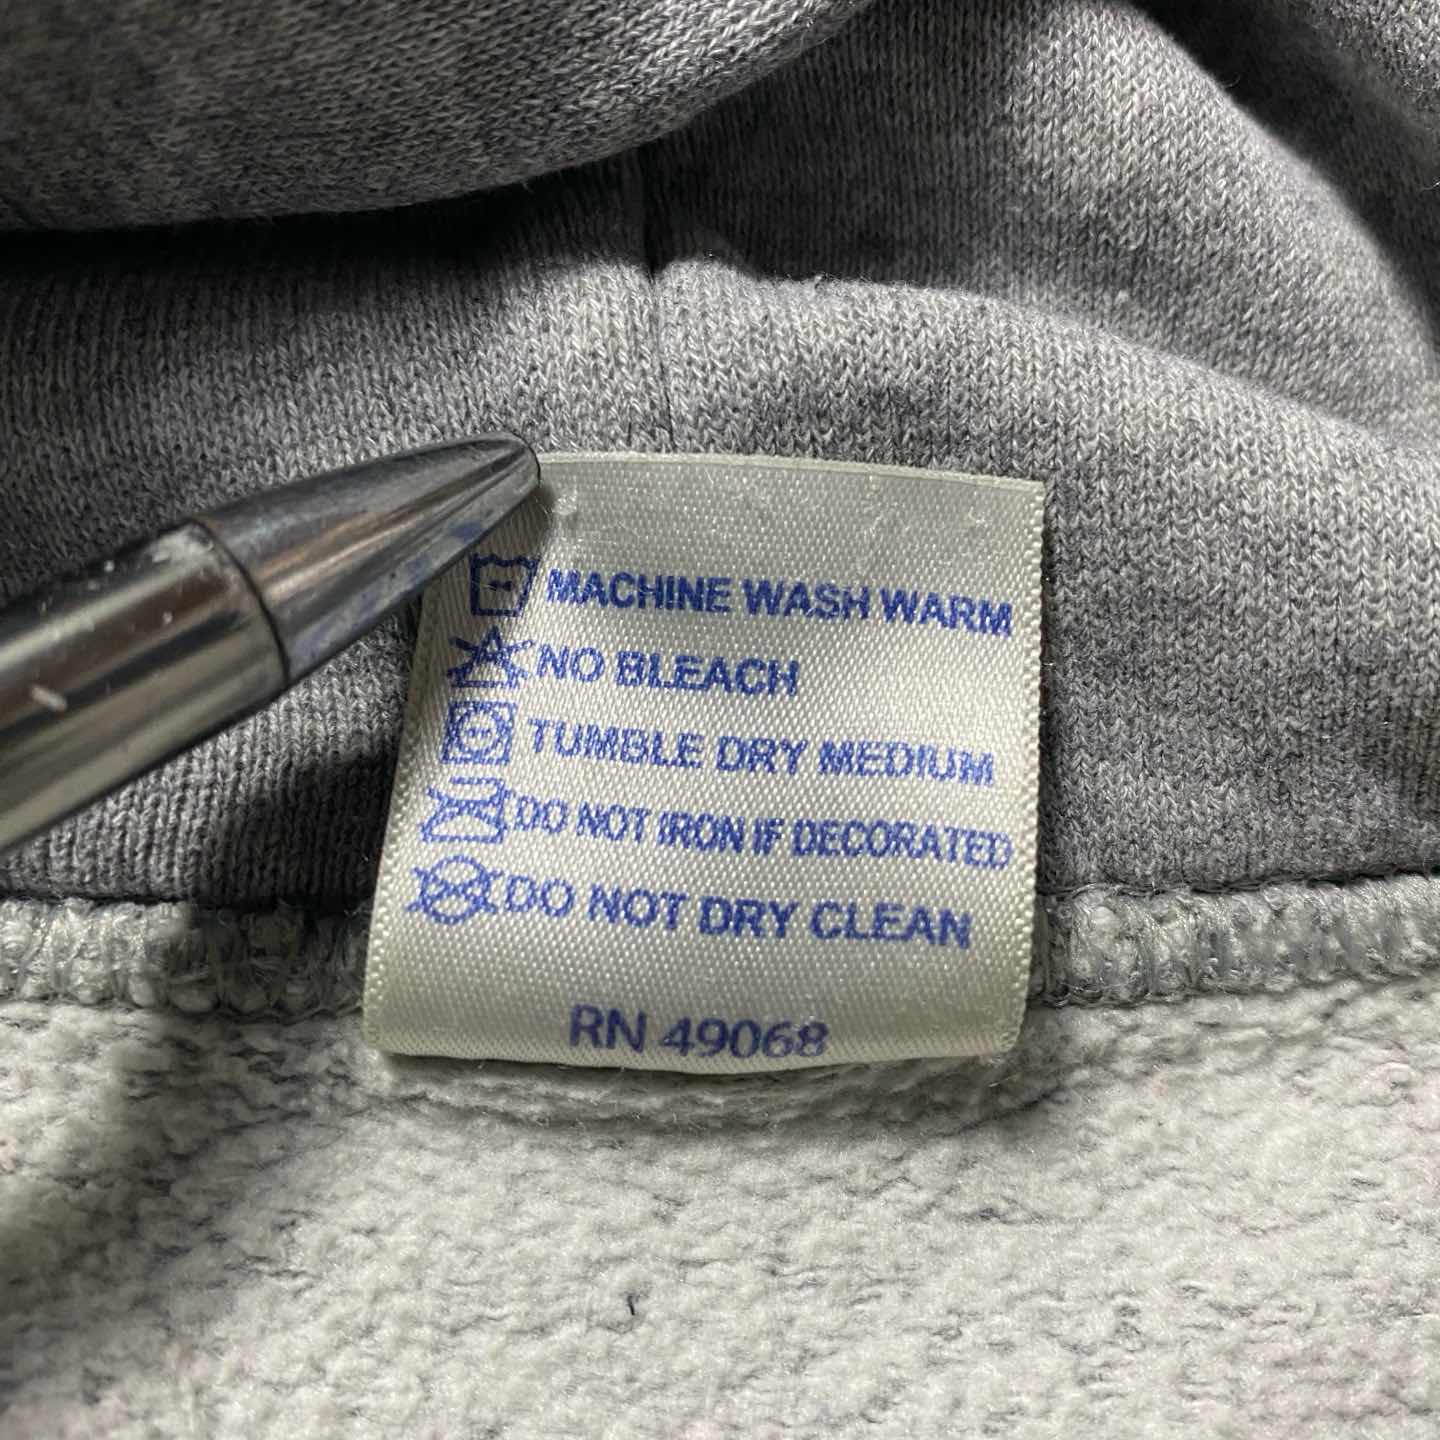 MACHINE WASH WARM
NO BLEACH
TUMBLE DRY MEDIUM
DO NOT IRON IF DECORATED
DO NOT DRY CLEAN
RN 49068